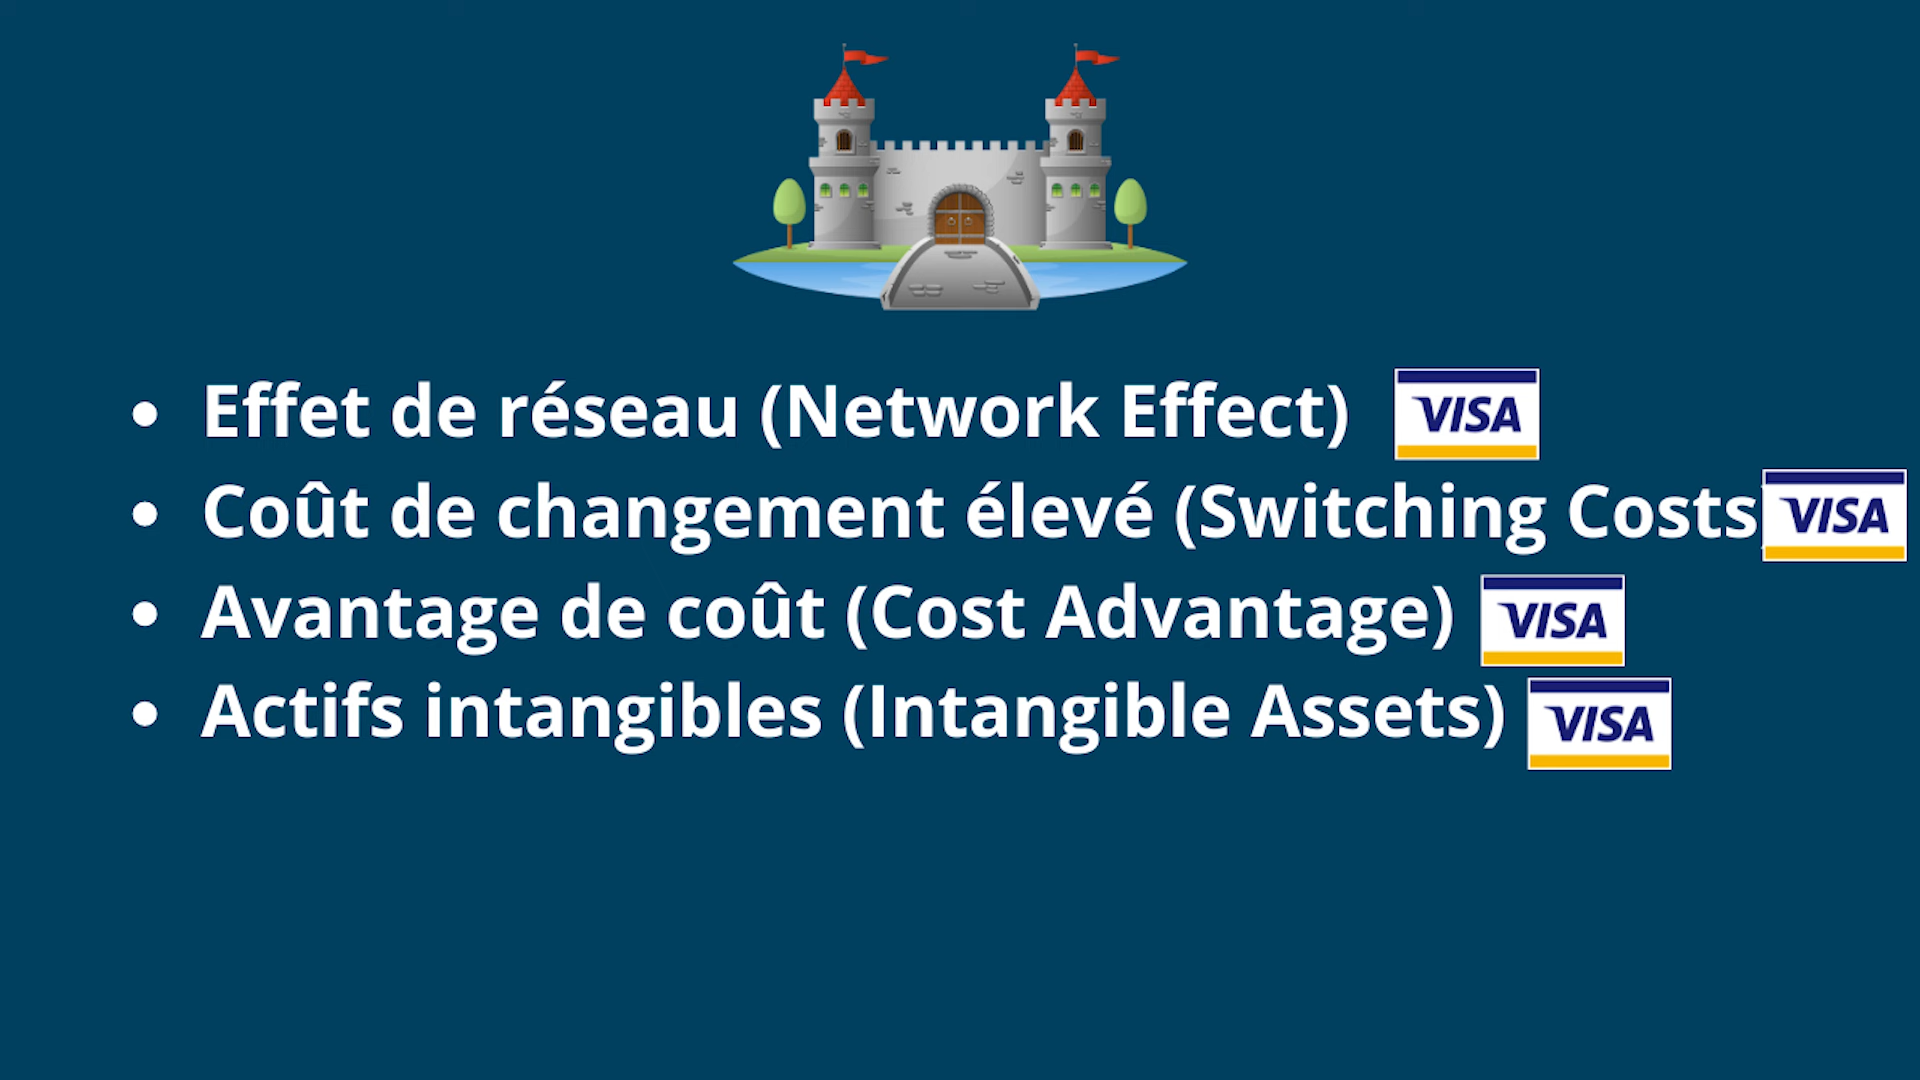 Effet de réseau (Network Effect) VISA
Coût de changement élevé (Switching Costs) VISA
Avantage de coût (Cost Advantage) VISA
Actifs intangibles (Intangible Assets) VISA